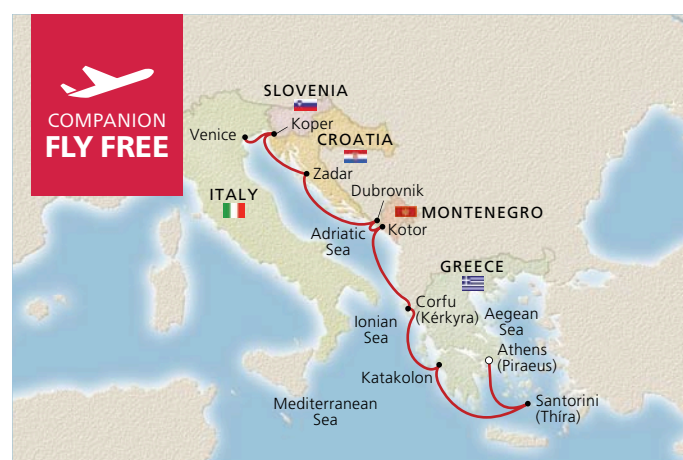 COMPANION
FLY FREE
SLOVENIA
Koper
Venice
CROATIA
Zadar
ITALY
Dubrovnik
MONTENEGRO
Kotor
Adriatic
Sea
GREECE
Corfu
(Kérkyra)
Ionian
Sea
Aegean
Sea
Athens
(Piraeus)
Katakolon
Santorini
(Thíra)
Mediterranean
Sea